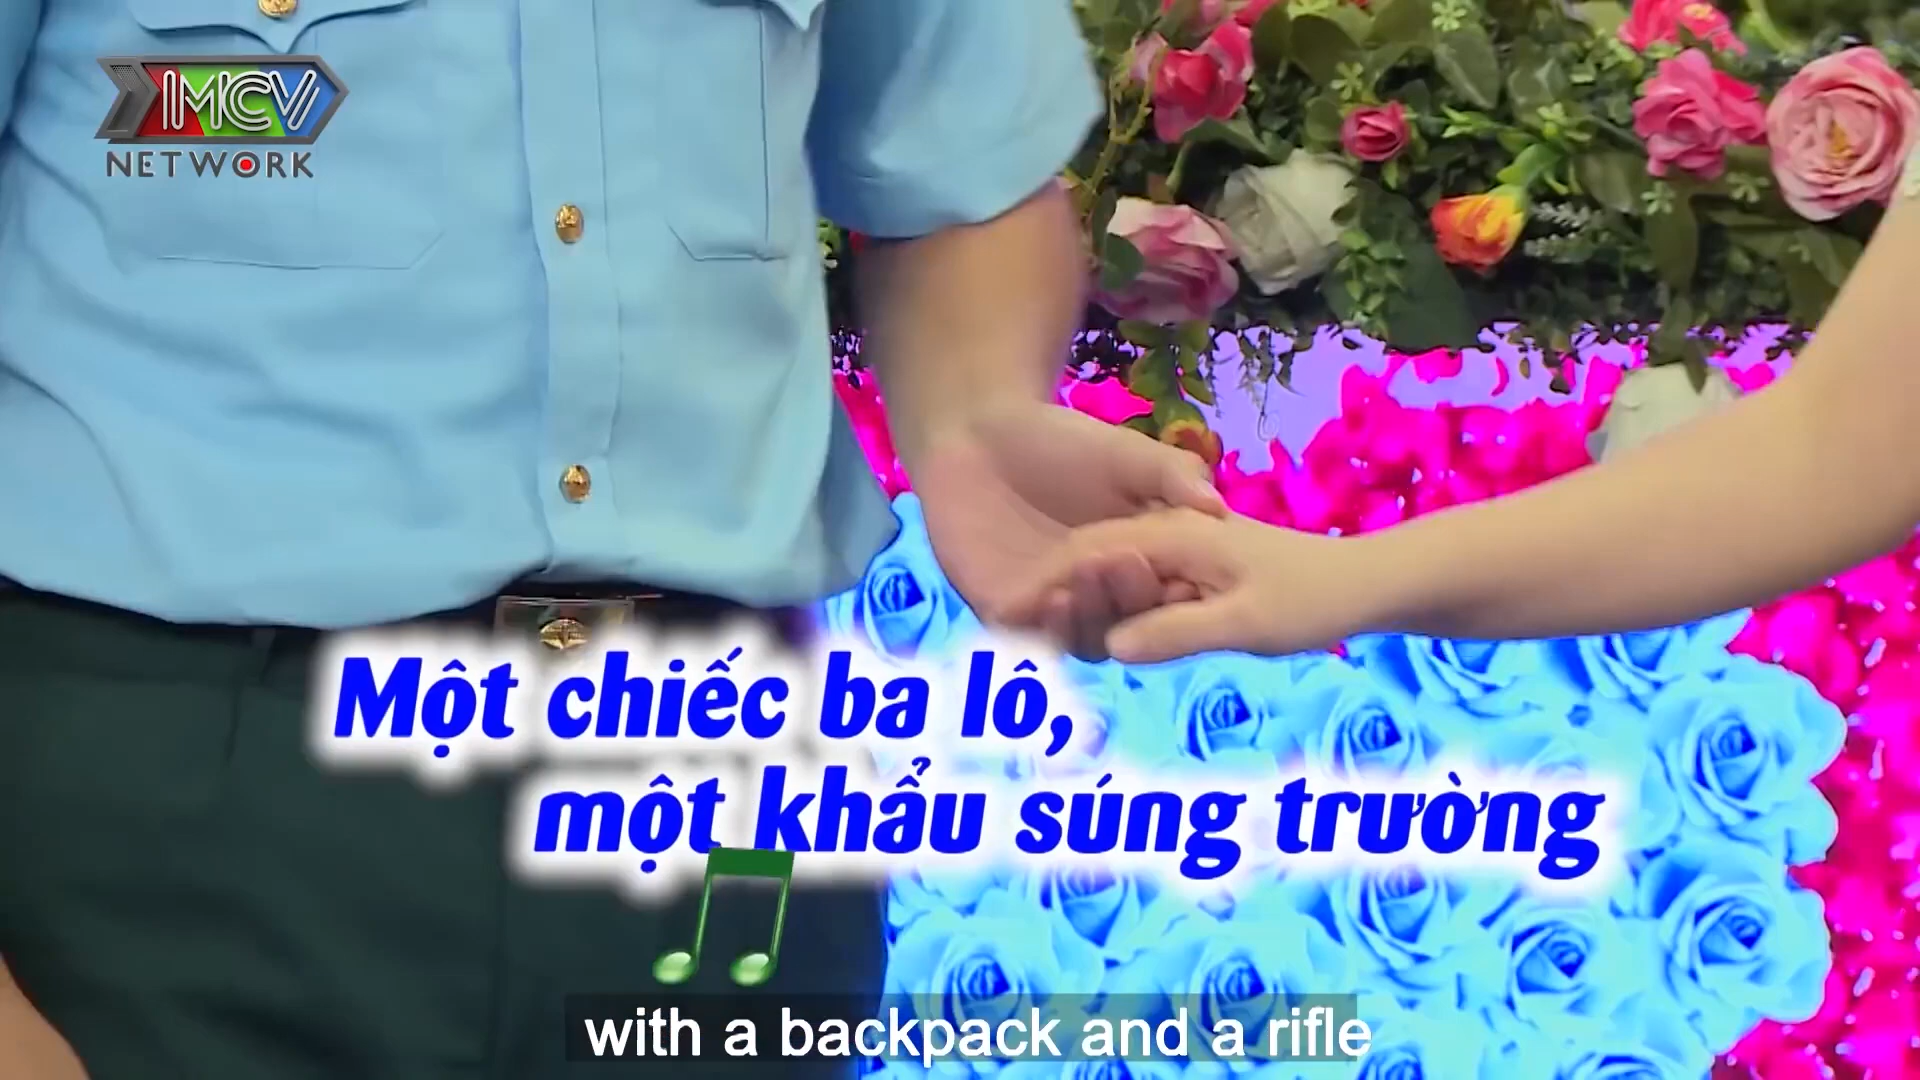 MCV
NETWORK
Một chiếc ba lô,
một khẩu súng trường
with a backpack and a rifle